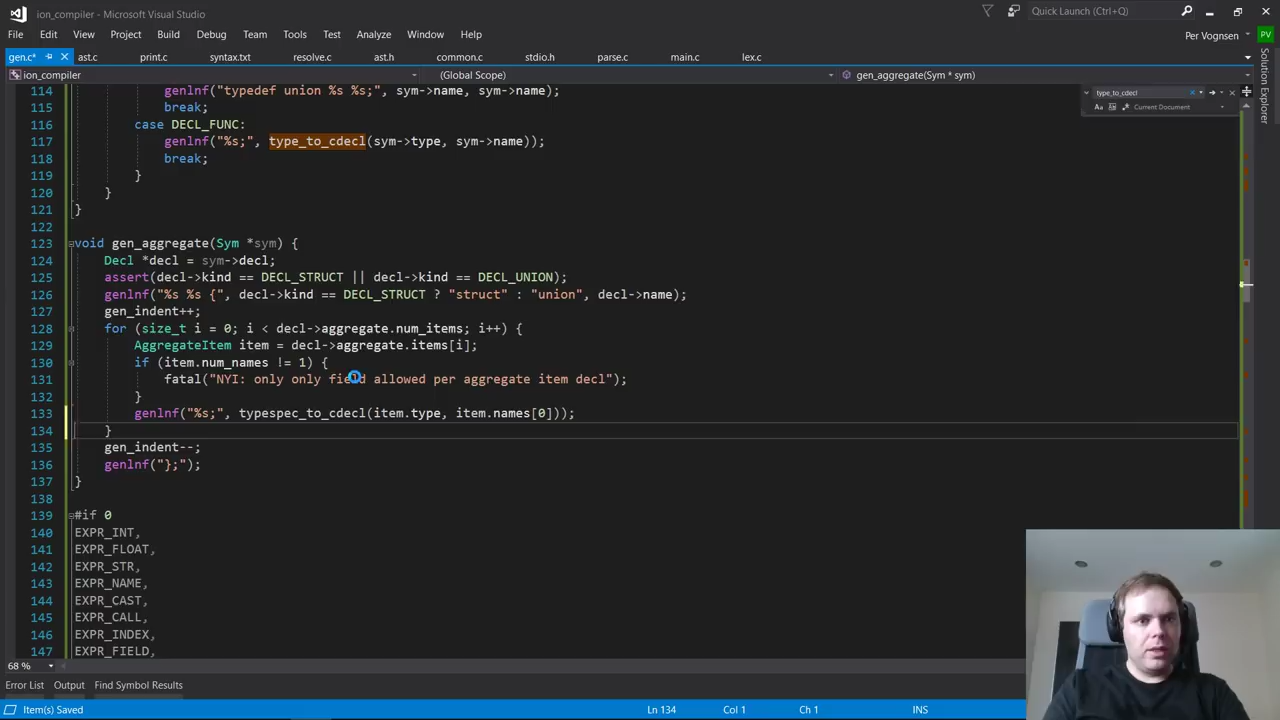 ion_compiler - Microsoft Visual Studio
Quick Launch (Ctrl+Q)
File Edit View Project Build Debug Team Tools Test Analyze Window Help
Per Vognsen PV
gen.c* ast.c print.c syntax.txt resolve.c ast.h common.c stdio.h parse.c main.c lex.c
ion_compiler (Global Scope) gen_aggregate(Sym * sym)
type_to_cdecl
Aa Current Document
Solution Explorer
114 genlnf("typedef union %s %s;", sym->name, sym->name);
115 break;
116 case DECL_FUNC:
117 genlnf("%s;", type_to_cdecl(sym->type, sym->name));
118 break;
119 }
120 }
121 }
122
123 void gen_aggregate(Sym *sym) {
124 Decl *decl = sym->decl;
125 assert(decl->kind == DECL_STRUCT || decl->kind == DECL_UNION);
126 genlnf("%s %s {", decl->kind == DECL_STRUCT ? "struct" : "union", decl->name);
127 gen_indent++;
128 for (size_t i = 0; i < decl->aggregate.num_items; i++) {
129 AggregateItem item = decl->aggregate.items[i];
130 if (item.num_names != 1) {
131 fatal("NYI: only only field allowed per aggregate item decl");
132 }
133 genlnf("%s;", typespec_to_cdecl(item.type, item.names[0]));
134 }
135 gen_indent--;
136 genlnf("};");
137 }
138
139 #if 0
140 EXPR_INT,
141 EXPR_FLOAT,
142 EXPR_STR,
143 EXPR_NAME,
144 EXPR_CAST,
145 EXPR_CALL,
146 EXPR_INDEX,
147 EXPR_FIELD,
68 %
Error List Output Find Symbol Results
Item(s) Saved Ln 134 Col 1 Ch 1 INS